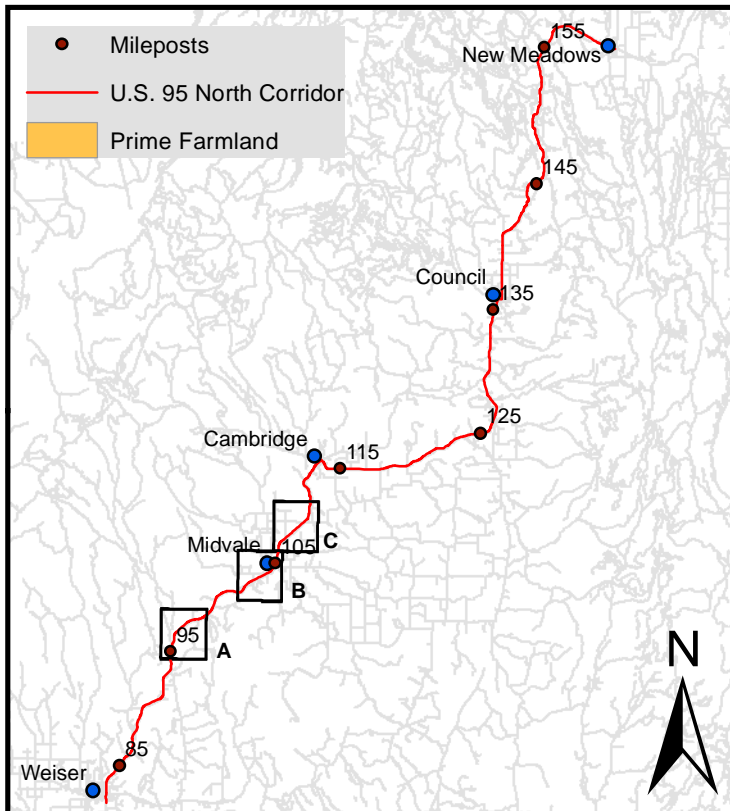 Mileposts
U.S. 95 North Corridor
Prime Farmland
155
New Meadows
145
Council
135
125
Cambridge
115
Midvale
105
C
B
95
A
N
85
Weiser